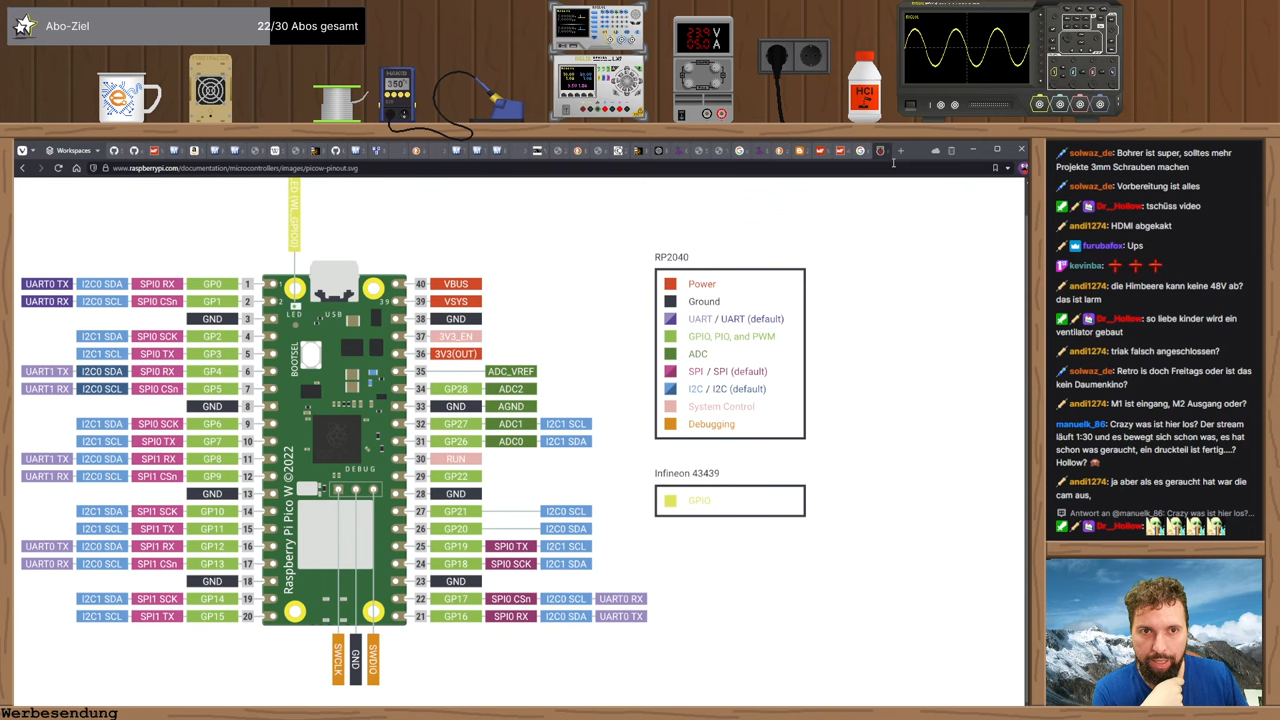 Abo-Ziel
22/30 Abos gesamt
HCl
Workspaces
www.raspberrypi.com/documentation/microcontrollers/images/picow-pinout.svg
LED
USB
BOOTSEL
DEBUG
Raspberry Pi Pico W ©2022
UART0 TX I2C0 SDA SPI0 RX GP0 1
UART0 RX I2C0 SCL SPI0 CSn GP1 2
GND 3
I2C1 SDA SPI0 SCK GP2 4
I2C1 SCL SPI0 TX GP3 5
UART1 TX I2C0 SDA SPI0 RX GP4 6
UART1 RX I2C0 SCL SPI0 CSn GP5 7
GND 8
I2C1 SDA SPI0 SCK GP6 9
I2C1 SCL SPI0 TX GP7 10
UART1 TX I2C0 SDA SPI1 RX GP8 11
UART1 RX I2C0 SCL SPI1 CSn GP9 12
GND 13
I2C1 SDA SPI1 SCK GP10 14
I2C1 SCL SPI1 TX GP11 15
UART0 TX I2C0 SDA SPI1 RX GP12 16
UART0 RX I2C0 SCL SPI1 CSn GP13 17
GND 18
I2C1 SDA SPI1 SCK GP14 19
I2C1 SCL SPI1 TX GP15 20
40 VBUS
39 VSYS
38 GND
37 3V3_EN
36 3V3(OUT)
35 ADC_VREF
34 GP28 ADC2
33 GND AGND
32 GP27 ADC1 I2C1 SCL
31 GP26 ADC0 I2C1 SDA
30 RUN
29 GP22
28 GND
27 GP21 I2C0 SCL
26 GP20 I2C0 SDA
25 GP19 SPI0 TX I2C1 SCL
24 GP18 SPI0 SCK I2C1 SDA
23 GND
22 GP17 SPI0 CSn I2C0 SCL UART0 RX
21 GP16 SPI0 RX I2C0 SDA UART0 TX
SWCLK
GND
SWDIO
RP2040
Power
Ground
UART / UART (default)
GPIO, PIO, and PWM
ADC
SPI / SPI (default)
I2C / I2C (default)
System Control
Debugging
Infineon 43439
GPIO
solwaz_de: Bohrer ist super, solltes mehr
Projekte 3mm Schrauben machen
solwaz_de: Vorbereitung ist alles
Dr__Hollow: tschüss video
andi1274: HDMI abgekakt
furubafox: Ups
kevinba:
andi1274: die Himbeere kann keine 48V ab?
das ist larm
Dr__Hollow: so liebe kinder wird ein
ventilator gebaut
andi1274: triak falsch angeschlossen?
solwaz_de: Retro is doch Freitags oder ist das
kein Daumenkino?
andi1274: M1 ist eingang, M2 Ausgang oder?
manuelk_86: Crazy was ist hier los? Der stream
läuft 1:30 und es bewegt sich schon was, es hat
schon was geraucht, ein druckteil ist fertig....?
Hollow?
andi1274: ja aber als es geraucht hat war die
cam aus,
Antwort an @manuelk_86: Crazy was ist hier los?...
Dr__Hollow:
Werbesendung